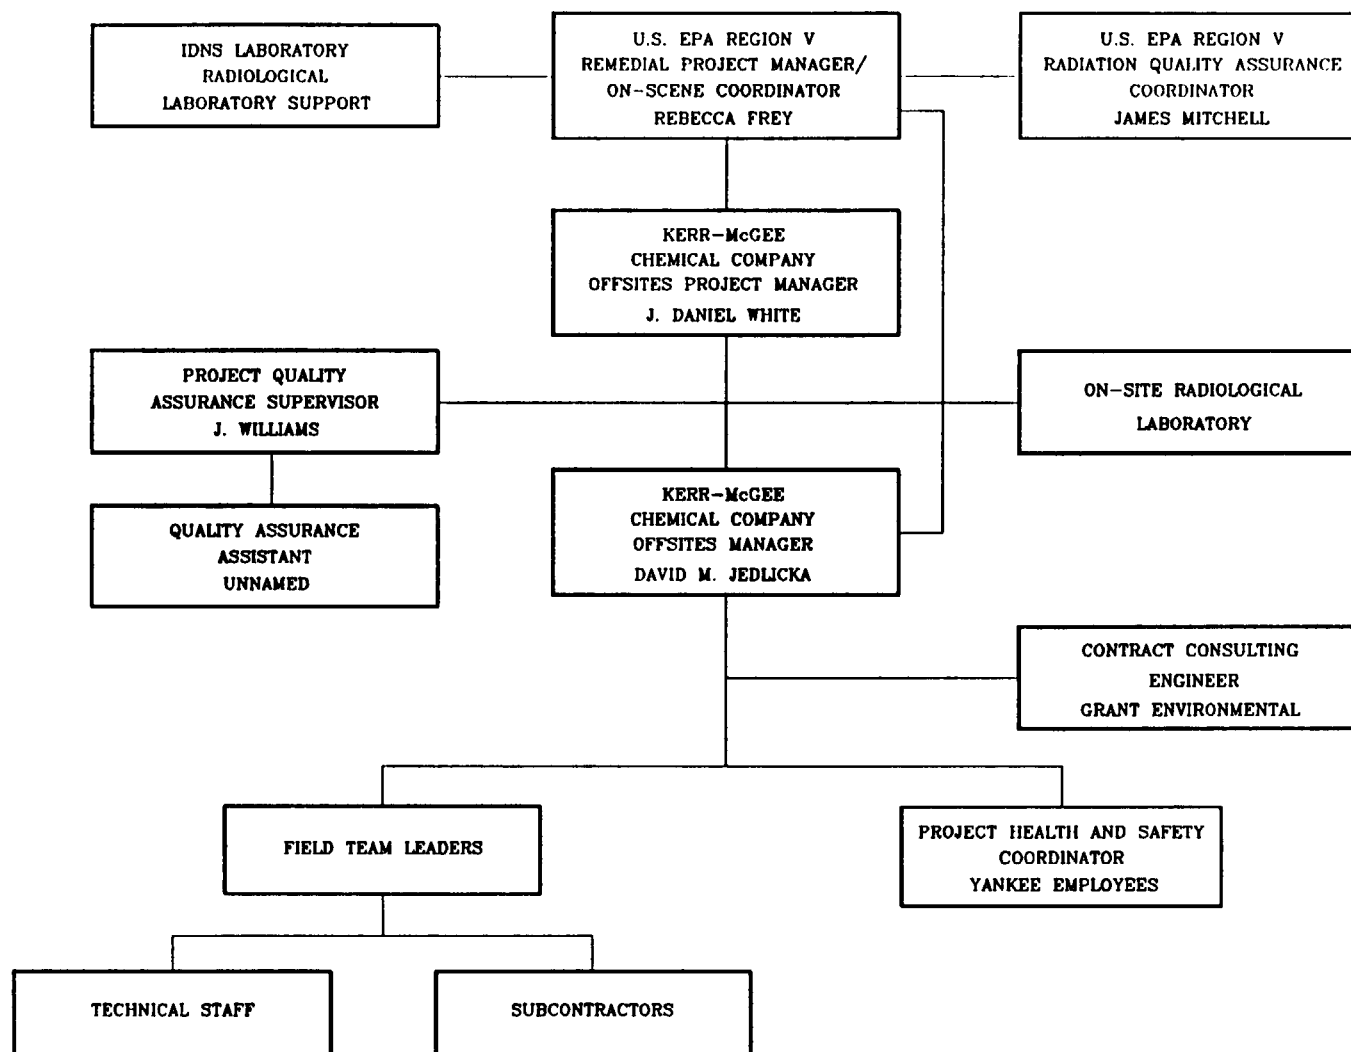 IDNS LABORATORY
RADIOLOGICAL
LABORATORY SUPPORT
U.S. EPA REGION V
REMEDIAL PROJECT MANAGER/
ON-SCENE COORDINATOR
REBECCA FREY
U.S. EPA REGION V
RADIATION QUALITY ASSURANCE
COORDINATOR
JAMES MITCHELL
KERR-McGEE
CHEMICAL COMPANY
OFFSITES PROJECT MANAGER
J. DANIEL WHITE
PROJECT QUALITY
ASSURANCE SUPERVISOR
J. WILLIAMS
ON-SITE RADIOLOGICAL
LABORATORY
QUALITY ASSURANCE
ASSISTANT
UNNAMED
KERR-McGEE
CHEMICAL COMPANY
OFFSITES MANAGER
DAVID M. JEDLICKA
CONTRACT CONSULTING
ENGINEER
GRANT ENVIRONMENTAL
FIELD TEAM LEADERS
PROJECT HEALTH AND SAFETY
COORDINATOR
YANKEE EMPLOYEES
TECHNICAL STAFF
SUBCONTRACTORS